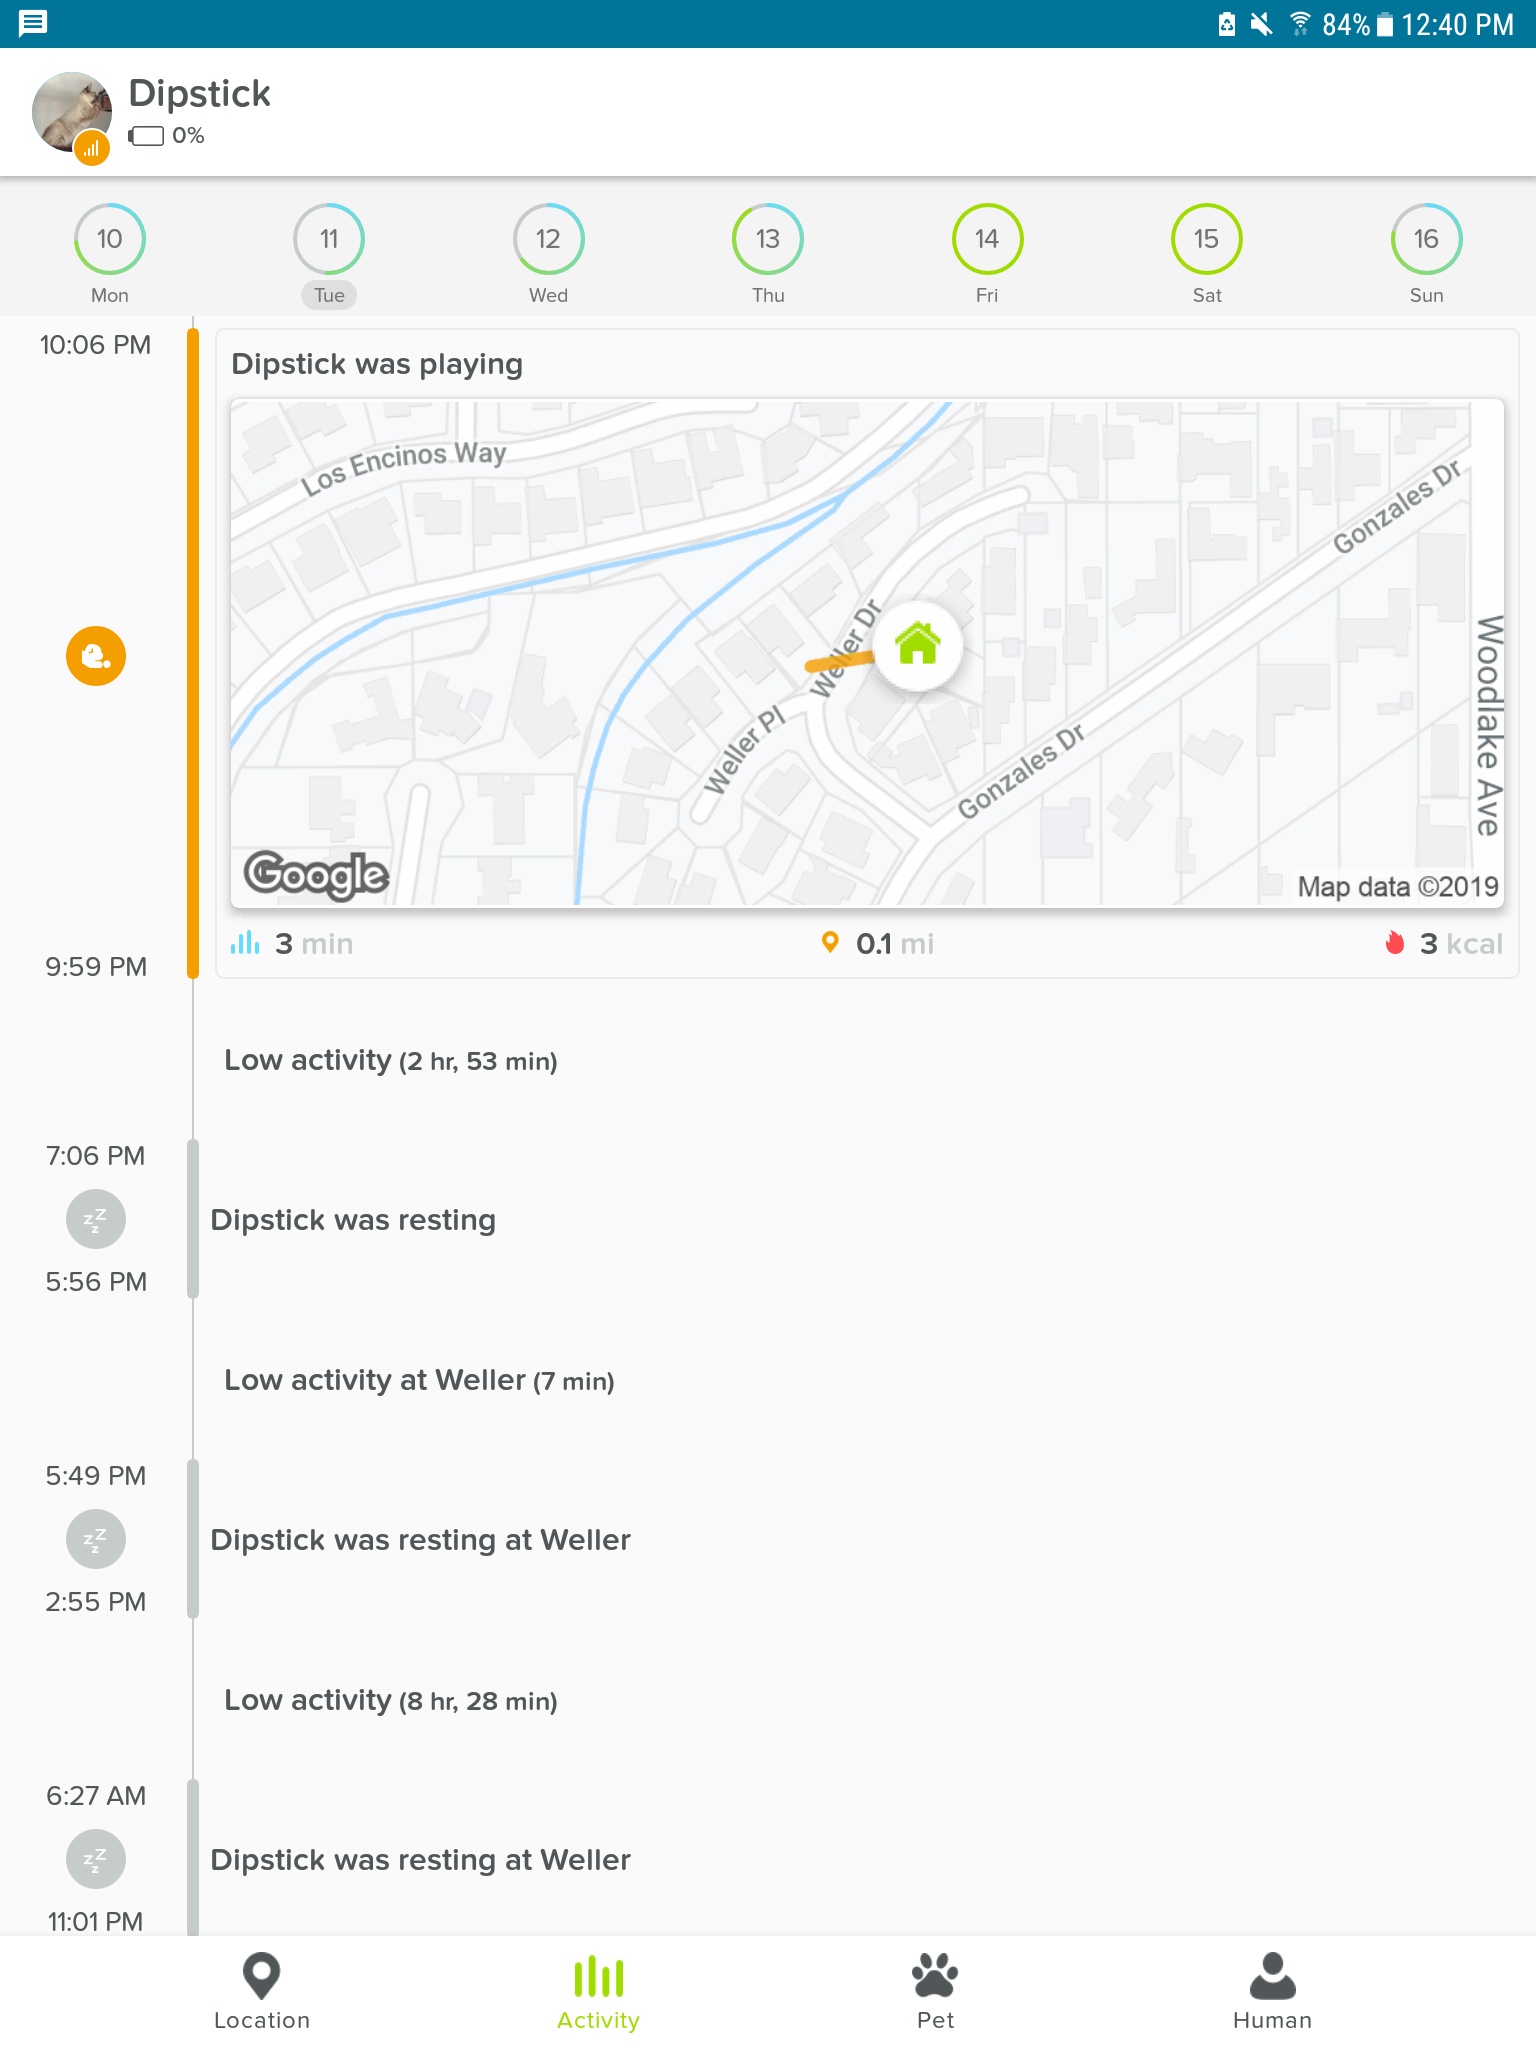 84% 12:40 PM
Dipstick
0%
10 11 12 13 14 15 16
Mon Tue Wed Thu Fri Sat Sun
10:06 PM
Dipstick was playing
Los Encinos Way
Gonzales Dr
Weller Dr
Woodlake Ave
Weller Pl
Gonzales Dr
Google
Map data ©2019
3 min 0.1 mi 3 kcal
9:59 PM
Low activity (2 hr, 53 min)
7:06 PM
zZz
Dipstick was resting
5:56 PM
Low activity at Weller (7 min)
5:49 PM
zZz
Dipstick was resting at Weller
2:55 PM
Low activity (8 hr, 28 min)
6:27 AM
zZz
Dipstick was resting at Weller
11:01 PM
Location Activity Pet Human